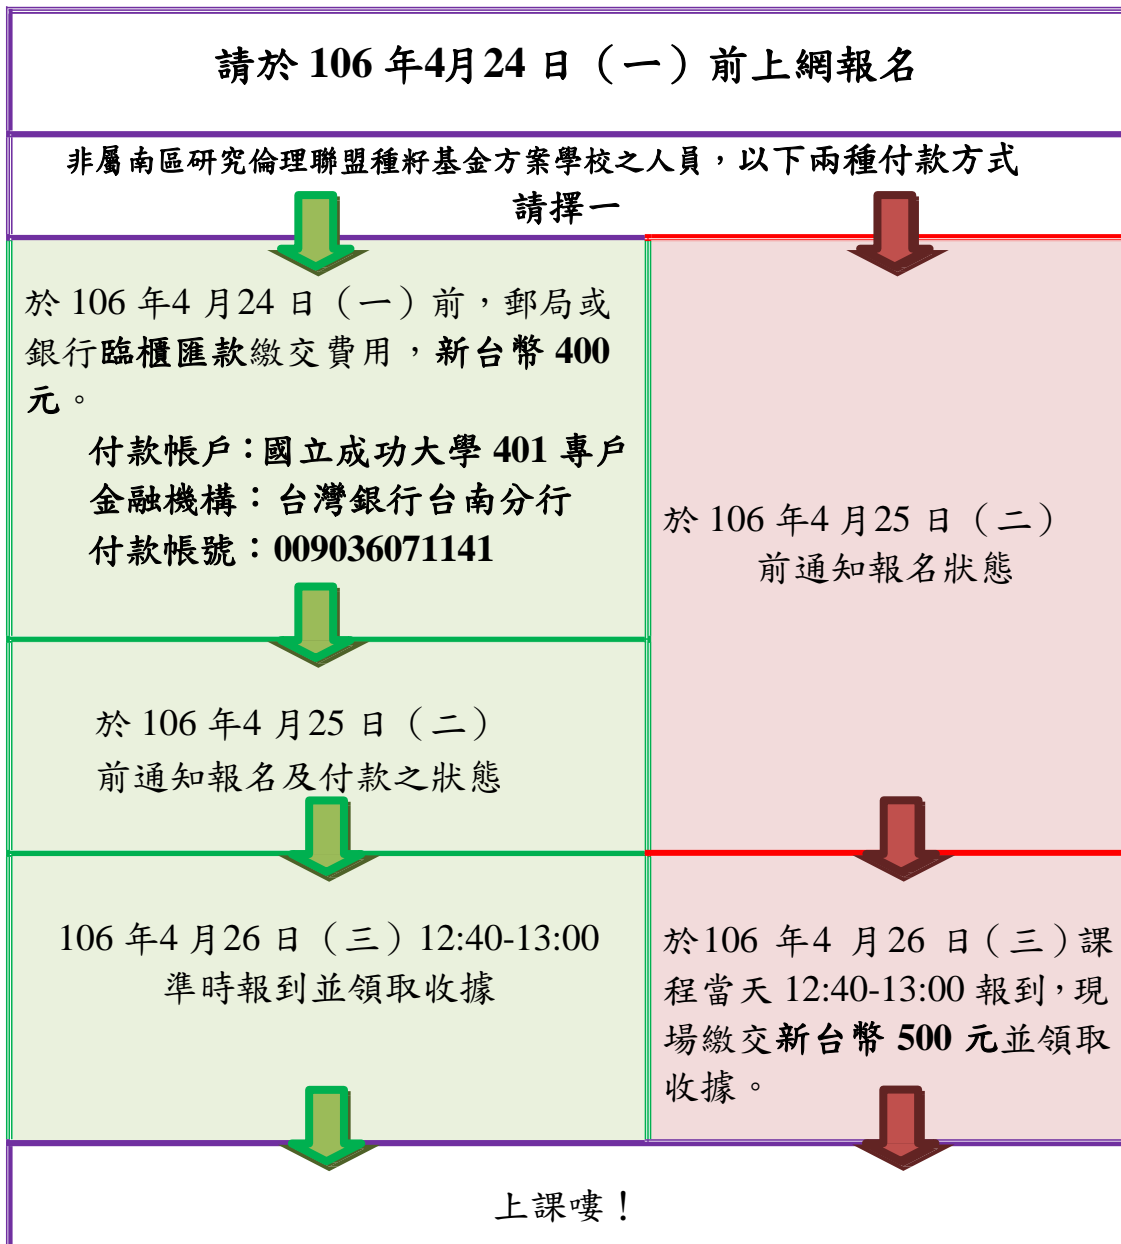 請於 106 年4月24 日（一）前上網報名
非屬南區研究倫理聯盟種籽基金方案學校之人員，以下兩種付款方式
請擇一
於 106 年4 月24 日（一）前，郵局或
銀行臨櫃匯款繳交費用，新台幣 400
元。
付款帳戶：國立成功大學 401 專戶
金融機構：台灣銀行台南分行
付款帳號：009036071141
於 106 年4 月25 日（二）
前通知報名及付款之狀態
106 年4 月26 日（三）12:40-13:00
準時報到並領取收據
於 106 年4 月25 日（二）
前通知報名狀態
於106 年4 月26 日（三）課
程當天 12:40-13:00 報到，現
場繳交新台幣 500 元並領取
收據。
上課嘍！